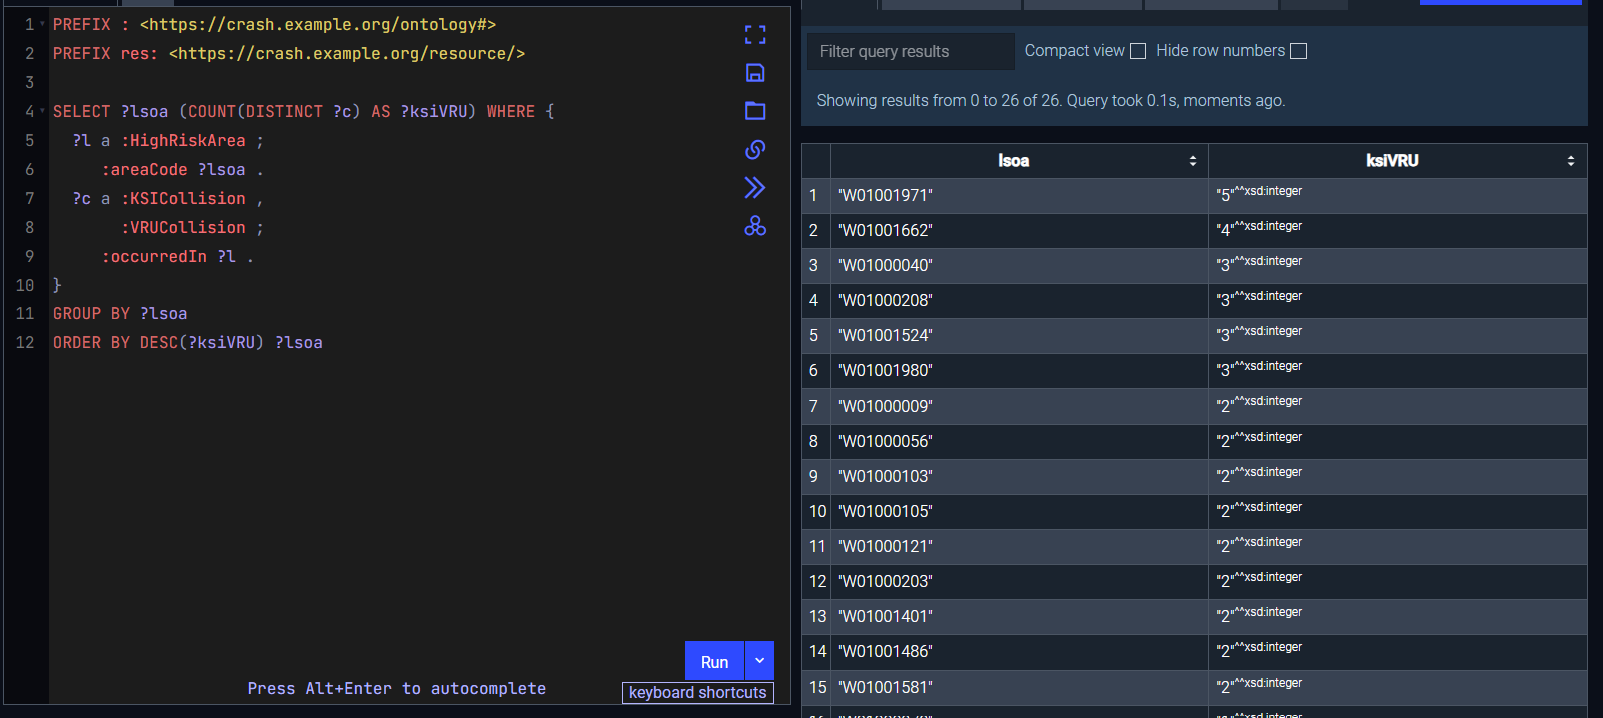 1 PREFIX : <https://crash.example.org/ontology#>
2 PREFIX res: <https://crash.example.org/resource/>
3
4 SELECT ?lsoa (COUNT(DISTINCT ?c) AS ?ksiVRU) WHERE {
5 ?l a :HighRiskArea ;
6 :areaCode ?lsoa .
7 ?c a :KSICollision ,
8 :VRUCollision ;
9 :occurredIn ?l .
10 }
11 GROUP BY ?lsoa
12 ORDER BY DESC(?ksiVRU) ?lsoa
Run
Press Alt+Enter to autocomplete
keyboard shortcuts
Filter query results Compact view Hide row numbers
Showing results from 0 to 26 of 26. Query took 0.1s, moments ago.
lsoa ksiVRU
1 "W01001971" "5"^^xsd:integer
2 "W01001662" "4"^^xsd:integer
3 "W01000040" "3"^^xsd:integer
4 "W01000208" "3"^^xsd:integer
5 "W01001524" "3"^^xsd:integer
6 "W01001980" "3"^^xsd:integer
7 "W01000009" "2"^^xsd:integer
8 "W01000056" "2"^^xsd:integer
9 "W01000103" "2"^^xsd:integer
10 "W01000105" "2"^^xsd:integer
11 "W01000121" "2"^^xsd:integer
12 "W01000203" "2"^^xsd:integer
13 "W01001401" "2"^^xsd:integer
14 "W01001486" "2"^^xsd:integer
15 "W01001581" "2"^^xsd:integer